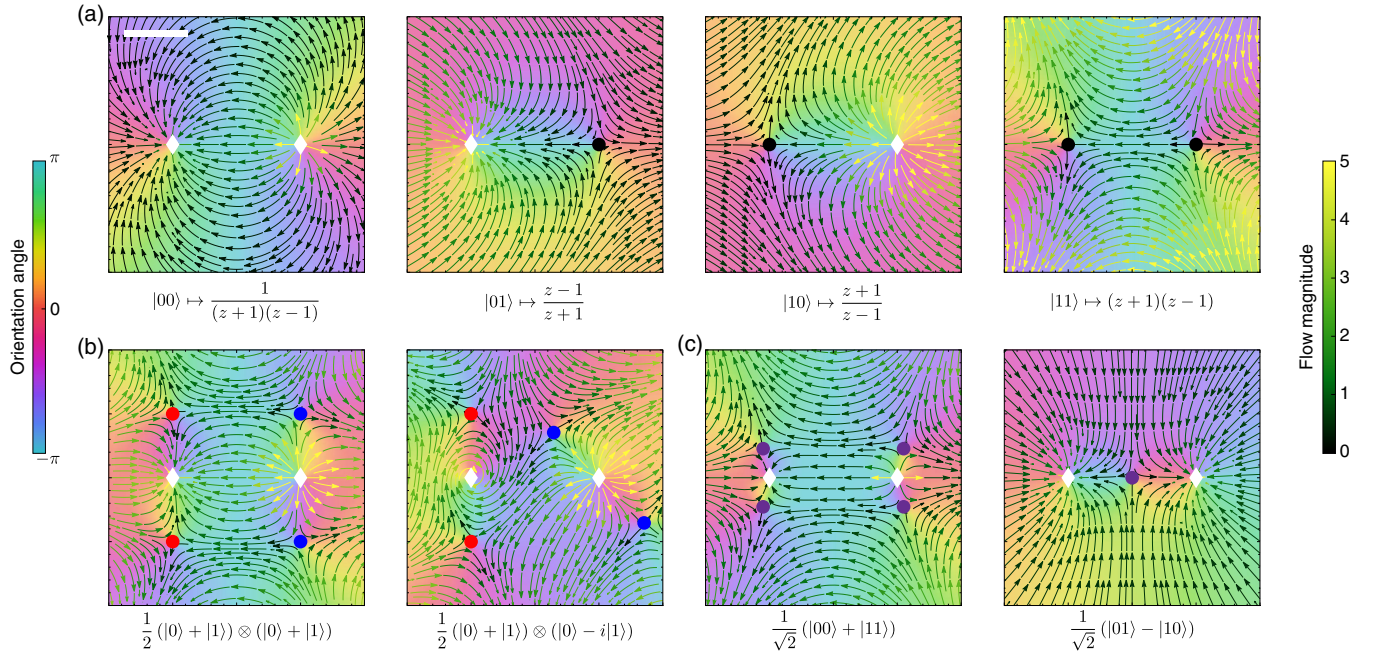 (a)
|00⟩ ↦ 1/((z+1)(z−1))
|01⟩ ↦ (z−1)/(z+1)
|10⟩ ↦ (z+1)/(z−1)
|11⟩ ↦ (z+1)(z−1)
Orientation angle
π
0
−π
Flow magnitude
5
4
3
2
1
0
(b)
(c)
1/2 (|0⟩ + |1⟩) ⊗ (|0⟩ + |1⟩)
1/2 (|0⟩ + |1⟩) ⊗ (|0⟩ − i|1⟩)
1/√2 (|00⟩ + |11⟩)
1/√2 (|01⟩ − |10⟩)